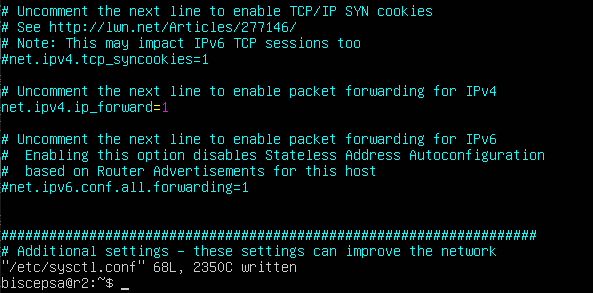 # Uncomment the next line to enable TCP/IP SYN cookies
# See http://lwn.net/Articles/277146/
# Note: This may impact IPv6 TCP sessions too
#net.ipv4.tcp_syncookies=1
# Uncomment the next line to enable packet forwarding for IPv4
net.ipv4.ip_forward=1
# Uncomment the next line to enable packet forwarding for IPv6
#  Enabling this option disables Stateless Address Autoconfiguration
#  based on Router Advertisements for this host
#net.ipv6.conf.all.forwarding=1
###################################################################
# Additional settings - these settings can improve the network
"/etc/sysctl.conf" 68L, 2350C written
biscepsa@r2:~$ _